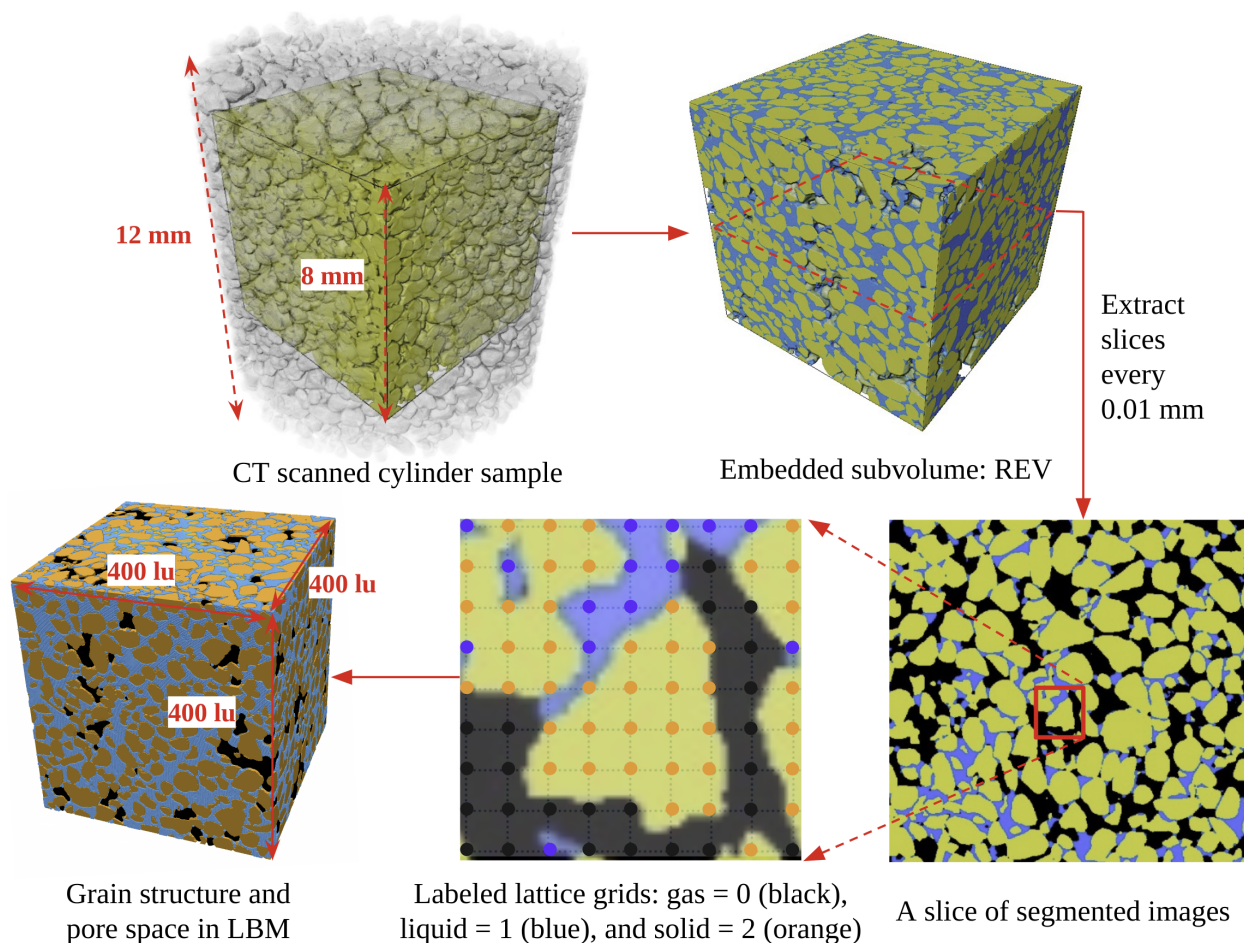 12 mm
8 mm
Extract
slices
every
0.01 mm
CT scanned cylinder sample
Embedded subvolume: REV
400 lu
400 lu
400 lu
Grain structure and
pore space in LBM
Labeled lattice grids: gas = 0 (black),
liquid = 1 (blue), and solid = 2 (orange)
A slice of segmented images